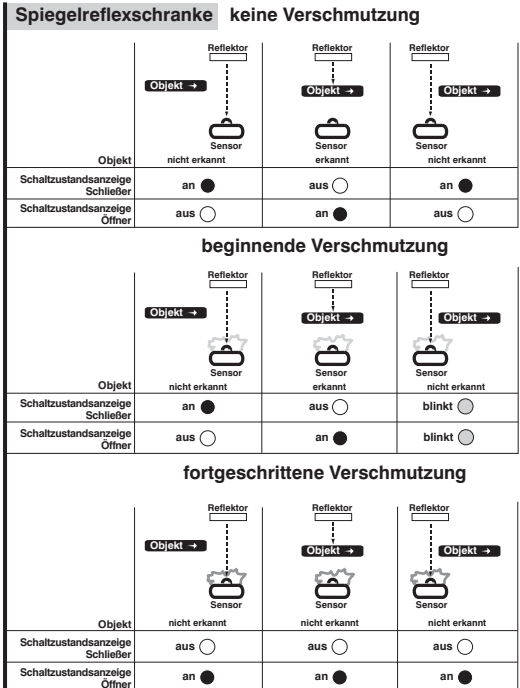 Spiegelreflexschranke keine Verschmutzung
Reflektor Reflektor Reflektor
Objekt → Objekt → Objekt →
Sensor Sensor Sensor
Objekt nicht erkannt erkannt nicht erkannt
Schaltzustandsanzeige
Schließer an aus an
Schaltzustandsanzeige
Öffner aus an aus
beginnende Verschmutzung
Reflektor Reflektor Reflektor
Objekt → Objekt → Objekt →
Sensor Sensor Sensor
Objekt nicht erkannt erkannt nicht erkannt
Schaltzustandsanzeige
Schließer an aus blinkt
Schaltzustandsanzeige
Öffner aus an blinkt
fortgeschrittene Verschmutzung
Reflektor Reflektor Reflektor
Objekt → Objekt → Objekt →
Sensor Sensor Sensor
Objekt nicht erkannt nicht erkannt nicht erkannt
Schaltzustandsanzeige
Schließer aus aus aus
Schaltzustandsanzeige
Öffner an an an